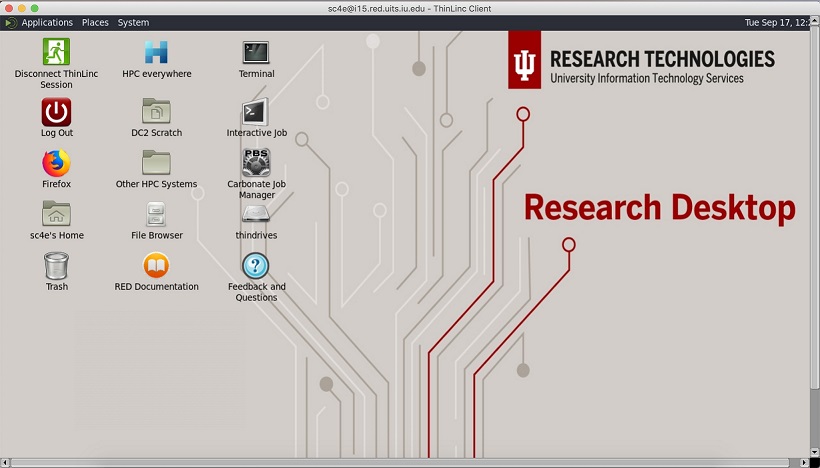 sc4e@i15.red.uits.iu.edu - ThinLinc Client
Applications Places System
Tue Sep 17, 12:
Disconnect ThinLinc
Session
HPC everywhere
Terminal
Log Out
DC2 Scratch
Interactive Job
PBS
Firefox
Other HPC Systems
Carbonate Job
Manager
sc4e's Home
File Browser
thindrives
Trash
RED Documentation
Feedback and
Questions
RESEARCH TECHNOLOGIES
University Information Technology Services
Research Desktop